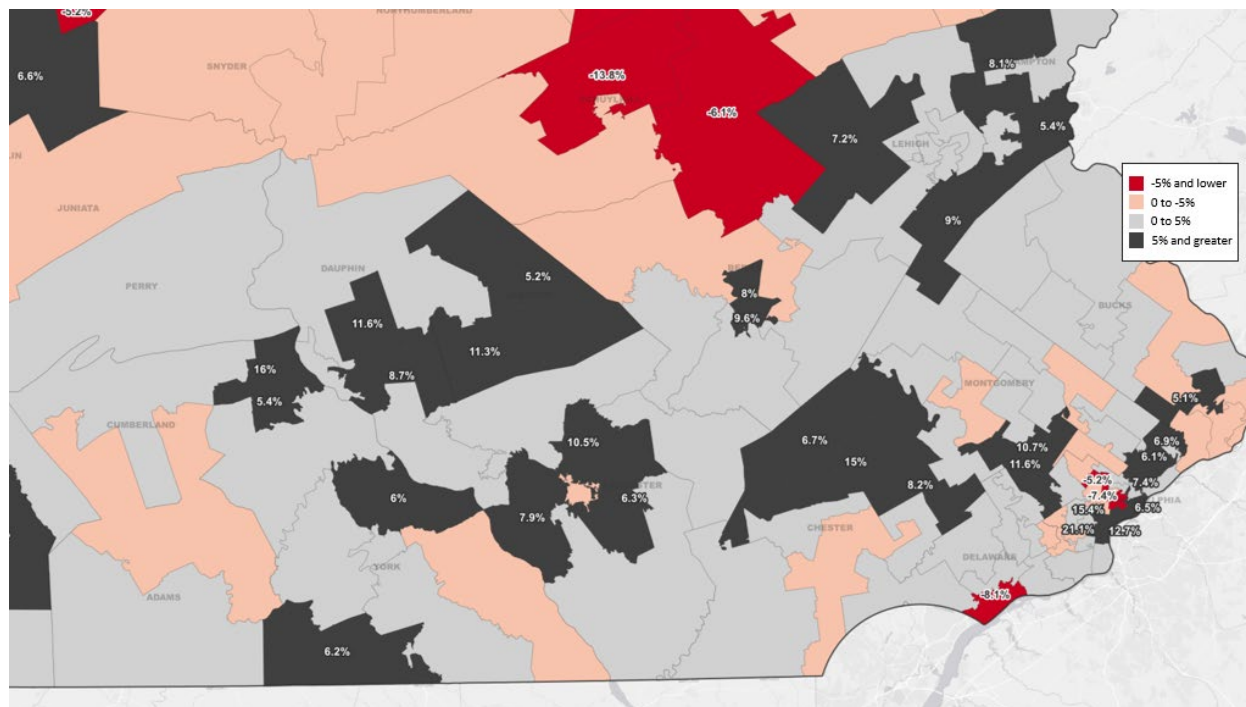 -5.2%
NORTHUMBERLAND
SNYDER
6.6%
-13.8%
8.1%
-6.1%
7.2%
5.4%
LEHIGH
-5% and lower
0 to -5%
0 to 5%
5% and greater
JUNIATA
9%
DAUPHIN
5.2%
PERRY
8%
9.6%
BUCKS
11.6%
11.3%
8.7%
16%
5.4%
MONTGOMERY
5.1%
CUMBERLAND
10.5%
6.7%
10.7%
6.9%
15%
11.6%
6.1%
6%
6.3%
8.2%
-5.2%
7.4%
-7.4%
7.9%
15.4%
6.5%
CHESTER
21.1%
12.7%
DELAWARE
YORK
ADAMS
-8.1%
6.2%